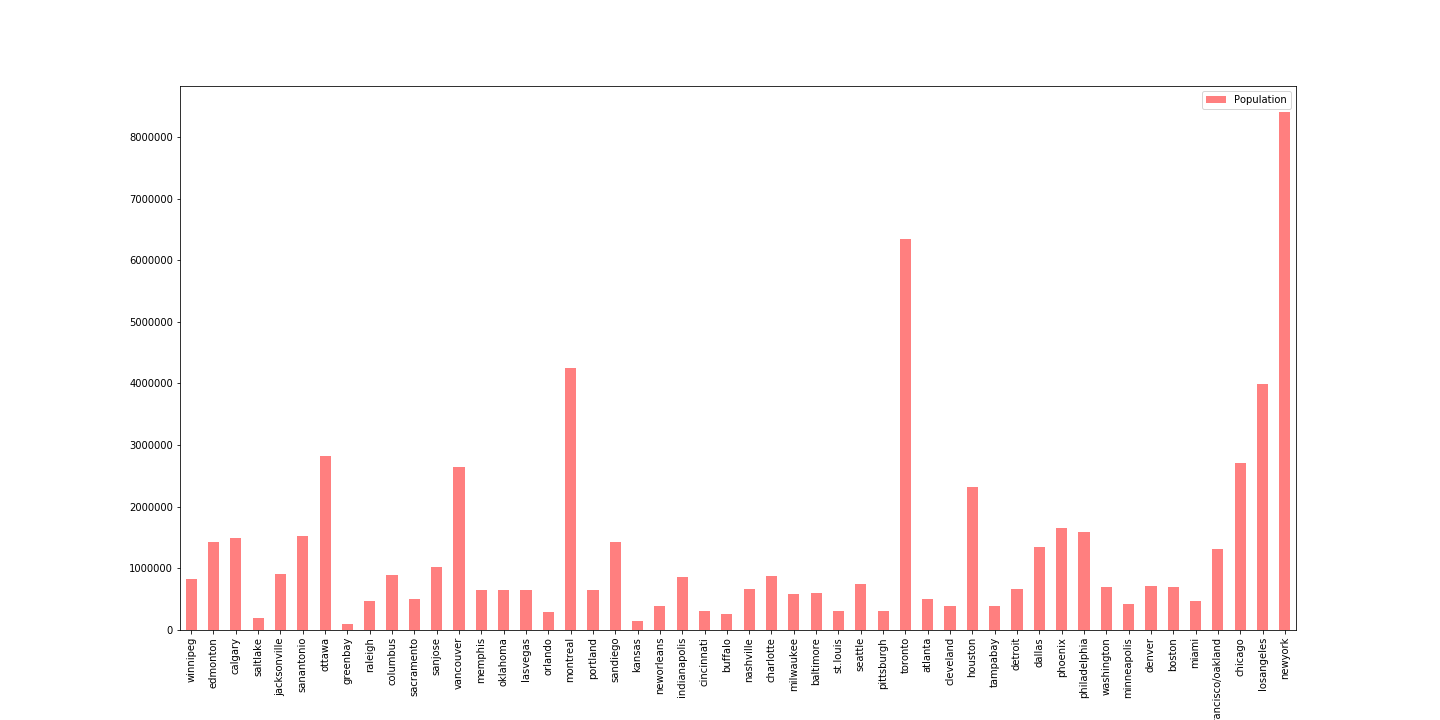 Population
8000000
7000000
6000000
5000000
4000000
3000000
2000000
1000000
0
winnipeg
edmonton
calgary
saltlake
jacksonville
sanantonio
ottawa
greenbay
raleigh
columbus
sacramento
sanjose
vancouver
memphis
oklahoma
lasvegas
orlando
montreal
portland
sandiego
kansas
neworleans
indianapolis
cincinnati
buffalo
nashville
charlotte
milwaukee
baltimore
st.louis
seattle
pittsburgh
toronto
atlanta
cleveland
houston
tampabay
detroit
dallas
phoenix
philadelphia
washington
minneapolis
denver
boston
miami
rancisco/oakland
chicago
losangeles
newyork